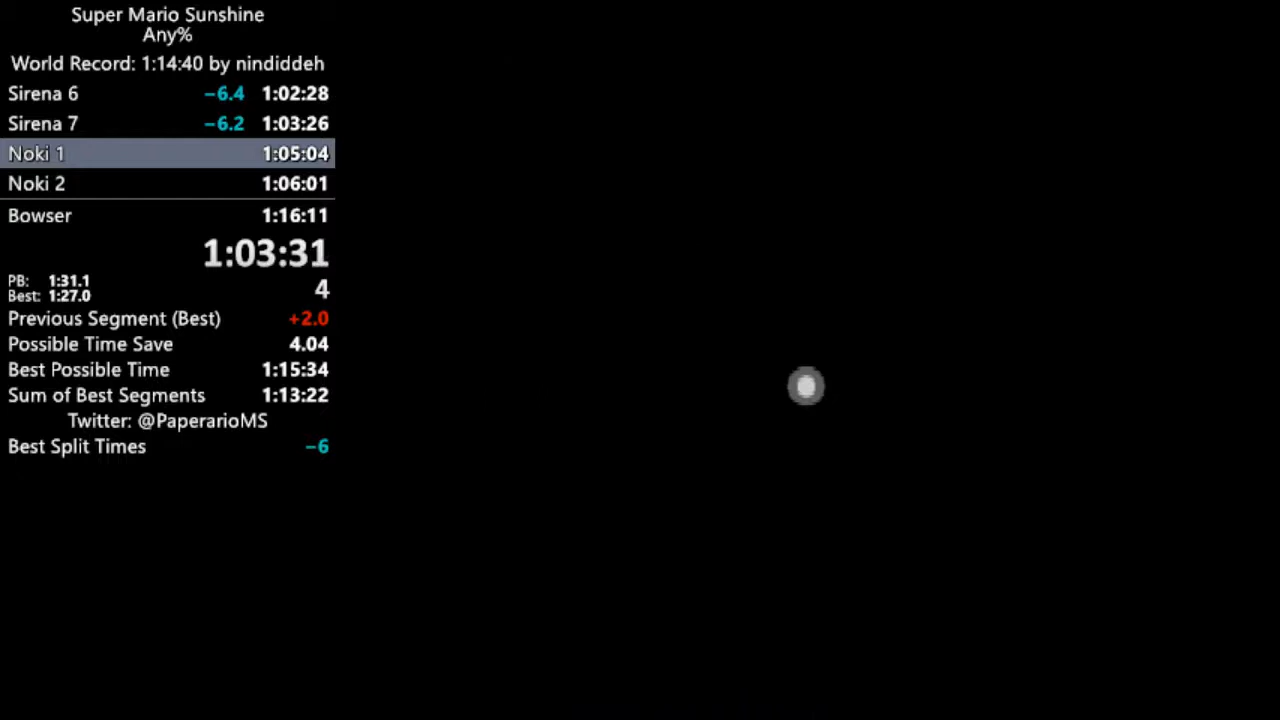 Super Mario Sunshine
Any%
World Record: 1:14:40 by nindiddeh
Sirena 6 −6.4 1:02:28
Sirena 7 −6.2 1:03:26
Noki 1 1:05:04
Noki 2 1:06:01
Bowser 1:16:11
1:03:31
PB: 1:31.1
Best: 1:27.0
4
Previous Segment (Best) +2.0
Possible Time Save 4.04
Best Possible Time 1:15:34
Sum of Best Segments 1:13:22
Twitter: @PaperarioMS
Best Split Times −6